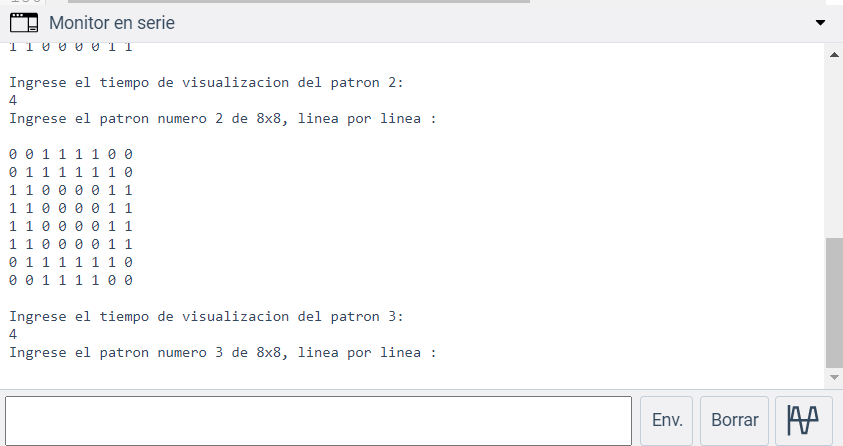 Monitor en serie
1 1 0 0 0 0 1 1
Ingrese el tiempo de visualizacion del patron 2:
4
Ingrese el patron numero 2 de 8x8, linea por linea :
0 0 1 1 1 1 0 0
0 1 1 1 1 1 1 0
1 1 0 0 0 0 1 1
1 1 0 0 0 0 1 1
1 1 0 0 0 0 1 1
1 1 0 0 0 0 1 1
0 1 1 1 1 1 1 0
0 0 1 1 1 1 0 0
Ingrese el tiempo de visualizacion del patron 3:
4
Ingrese el patron numero 3 de 8x8, linea por linea :
Env.
Borrar